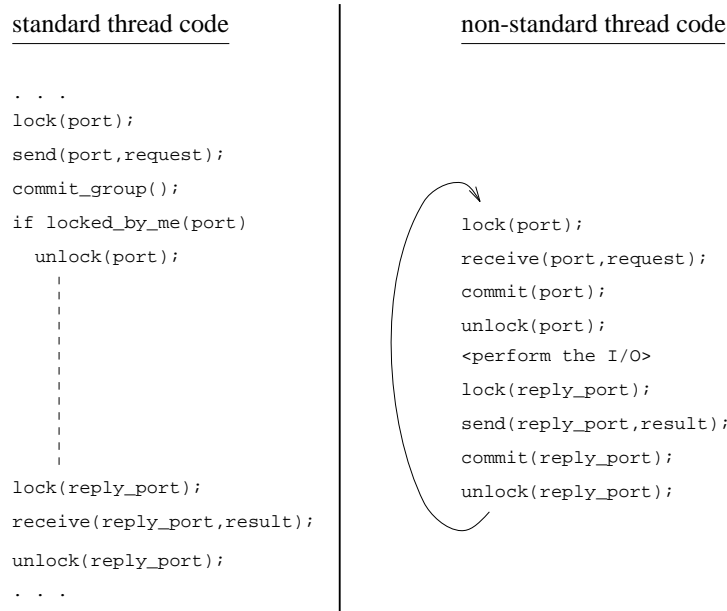 standard thread code
. . .
lock(port);
send(port,request);
commit_group();
if locked_by_me(port)
unlock(port);
lock(reply_port);
receive(reply_port,result);
unlock(reply_port);
. . .
non-standard thread code
lock(port);
receive(port,request);
commit(port);
unlock(port);
<perform the I/O>
lock(reply_port);
send(reply_port,result);
commit(reply_port);
unlock(reply_port);